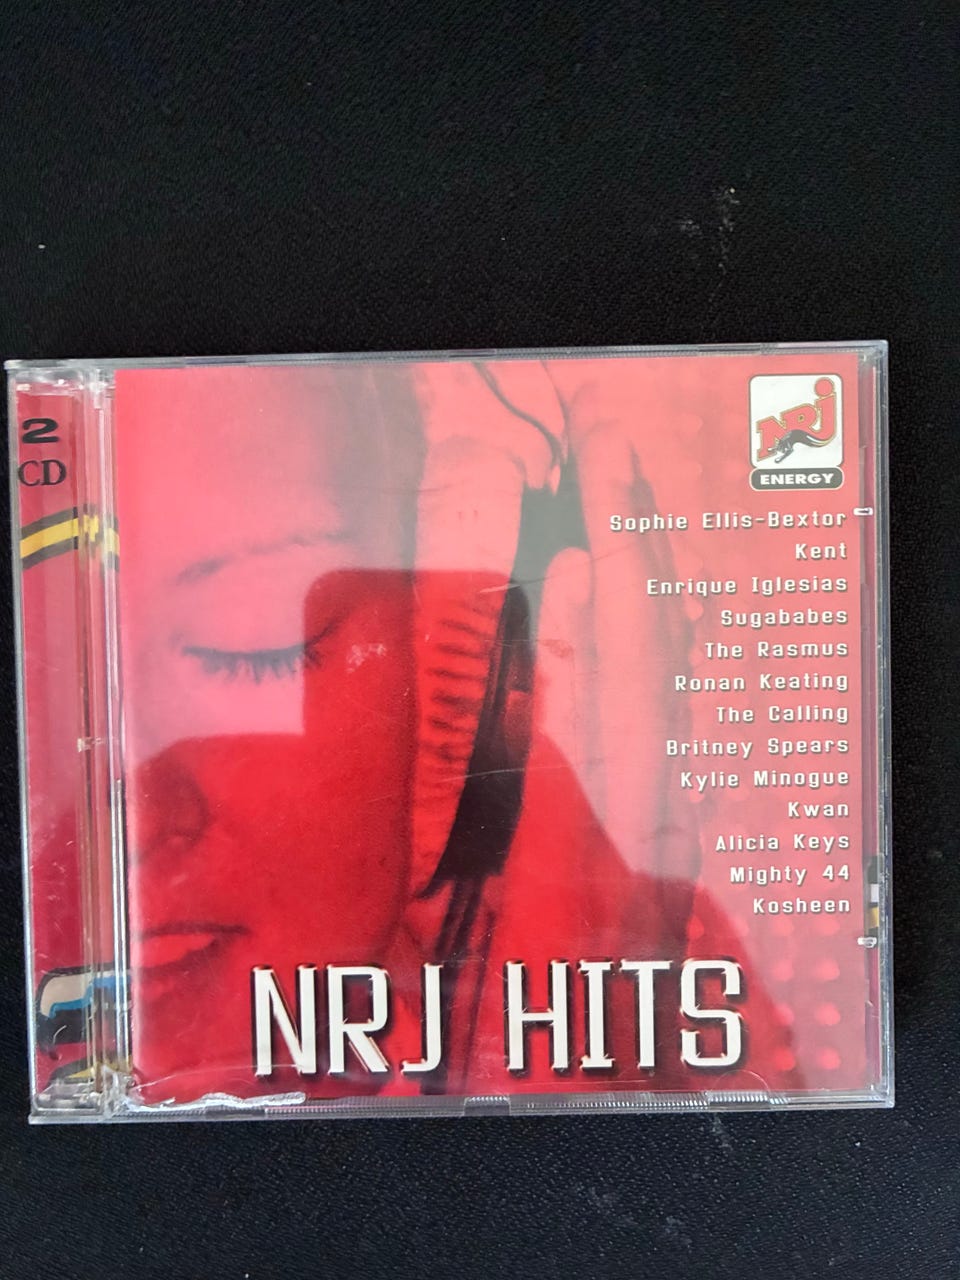 2
CD
NRJ
ENERGY
Sophie Ellis-Bextor
Kent
Enrique Iglesias
Sugababes
The Rasmus
Ronan Keating
The Calling
Britney Spears
Kylie Minogue
Kwan
Alicia Keys
Mighty 44
Kosheen
NRJ HITS